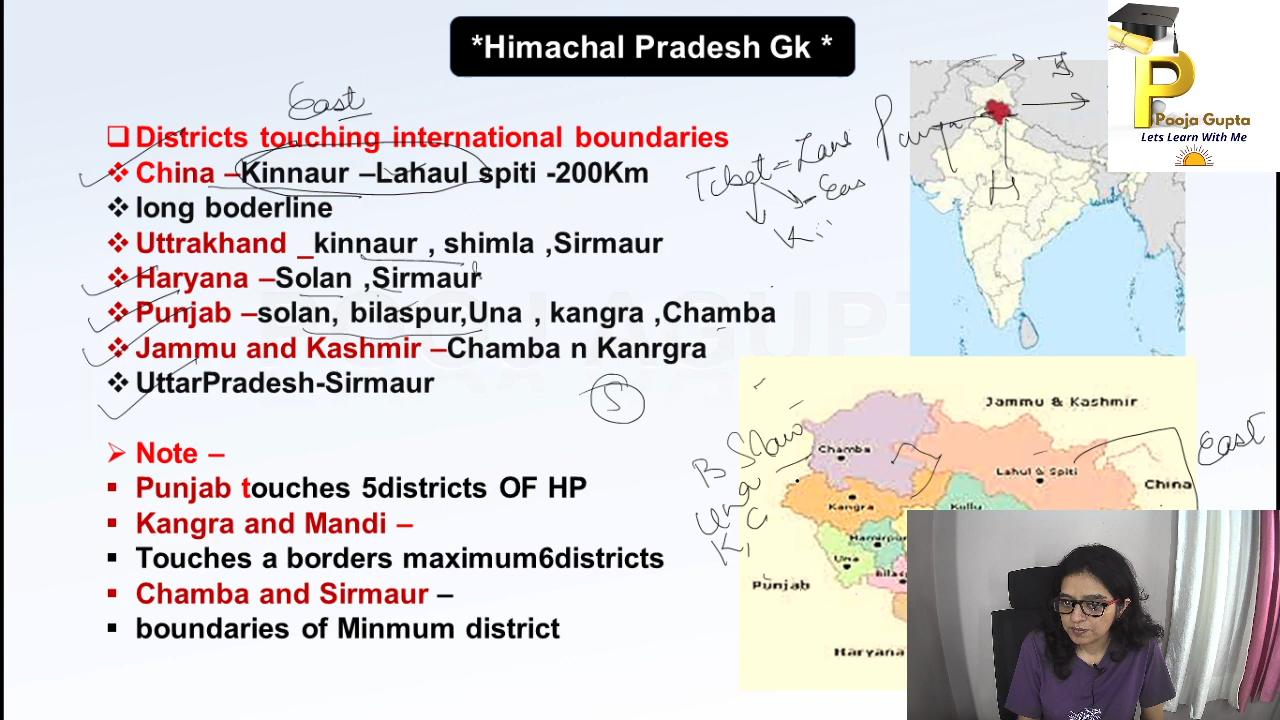 *Himachal Pradesh Gk *
Pooja Gupta
Lets Learn With Me
East
Districts touching international boundaries
China –Kinnaur –Lahaul spiti -200Km
long boderline
Uttrakhand _kinnaur , shimla ,Sirmaur
Haryana –Solan ,Sirmaur
Punjab –solan, bilaspur,Una , kangra ,Chamba
Jammu and Kashmir –Chamba n Kanrgra
UttarPradesh-Sirmaur
5
Note –
Punjab touches 5districts OF HP
Kangra and Mandi –
Touches a borders maximum6districts
Chamba and Sirmaur –
boundaries of Minmum district
Tibet =
H
Jammu & Kashmir
East
Chamba
Lahul & Spiti
China
Kangra
Kullu
Una
Punjab
Haryana